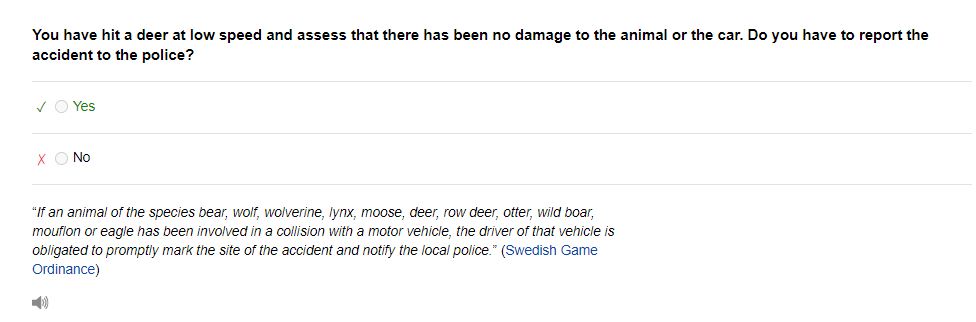 You have hit a deer at low speed and assess that there has been no damage to the animal or the car. Do you have to report the
accident to the police?
✓ Yes
X No
“If an animal of the species bear, wolf, wolverine, lynx, moose, deer, row deer, otter, wild boar,
mouflon or eagle has been involved in a collision with a motor vehicle, the driver of that vehicle is
obligated to promptly mark the site of the accident and notify the local police.” (Swedish Game
Ordinance)